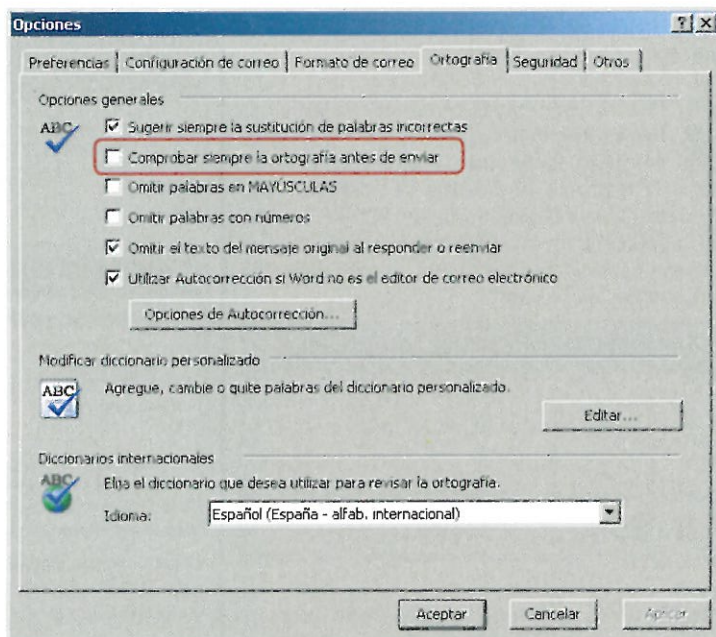 Opciones
Preferencias Configuración de correo Formato de correo Ortografía Seguridad Otros
Opciones generales
ABC
Sugerir siempre la sustitución de palabras incorrectas
Comprobar siempre la ortografía antes de enviar
Omitir palabras en MAYÚSCULAS
Omitir palabras con números
Omitir el texto del mensaje original al responder o reenviar
Utilizar Autocorrección si Word no es el editor de correo electrónico
Opciones de Autocorrección...
Modificar diccionario personalizado
ABC
Agregue, cambie o quite palabras del diccionario personalizado.
Editar...
Diccionarios internacionales
ABC
Elija el diccionario que desea utilizar para revisar la ortografía.
Idioma: Español (España - alfab. internacional)
Aceptar Cancelar Aplicar